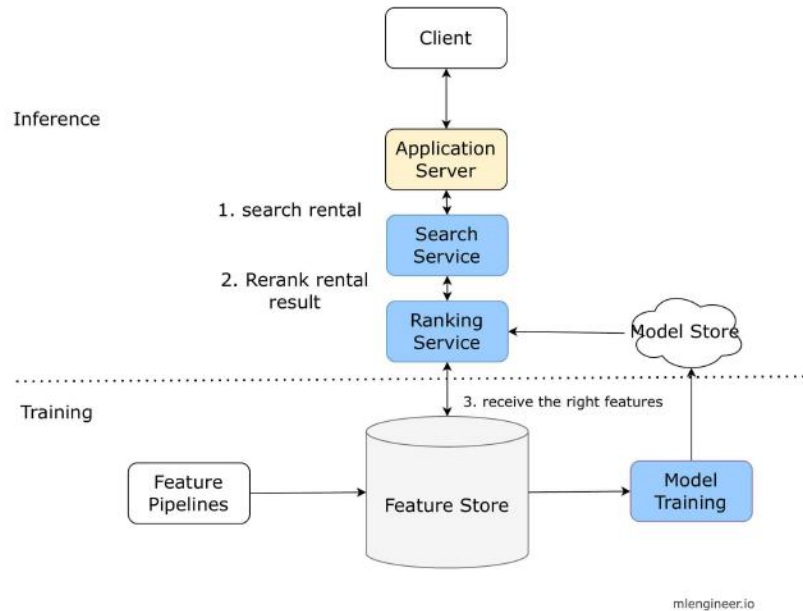 Client
Inference
Application
Server
1. search rental
Search
Service
2. Rerank rental
result
Ranking
Service
Model Store
Training
3. receive the right features
Feature
Pipelines
Feature Store
Model
Training
mlengineer.io